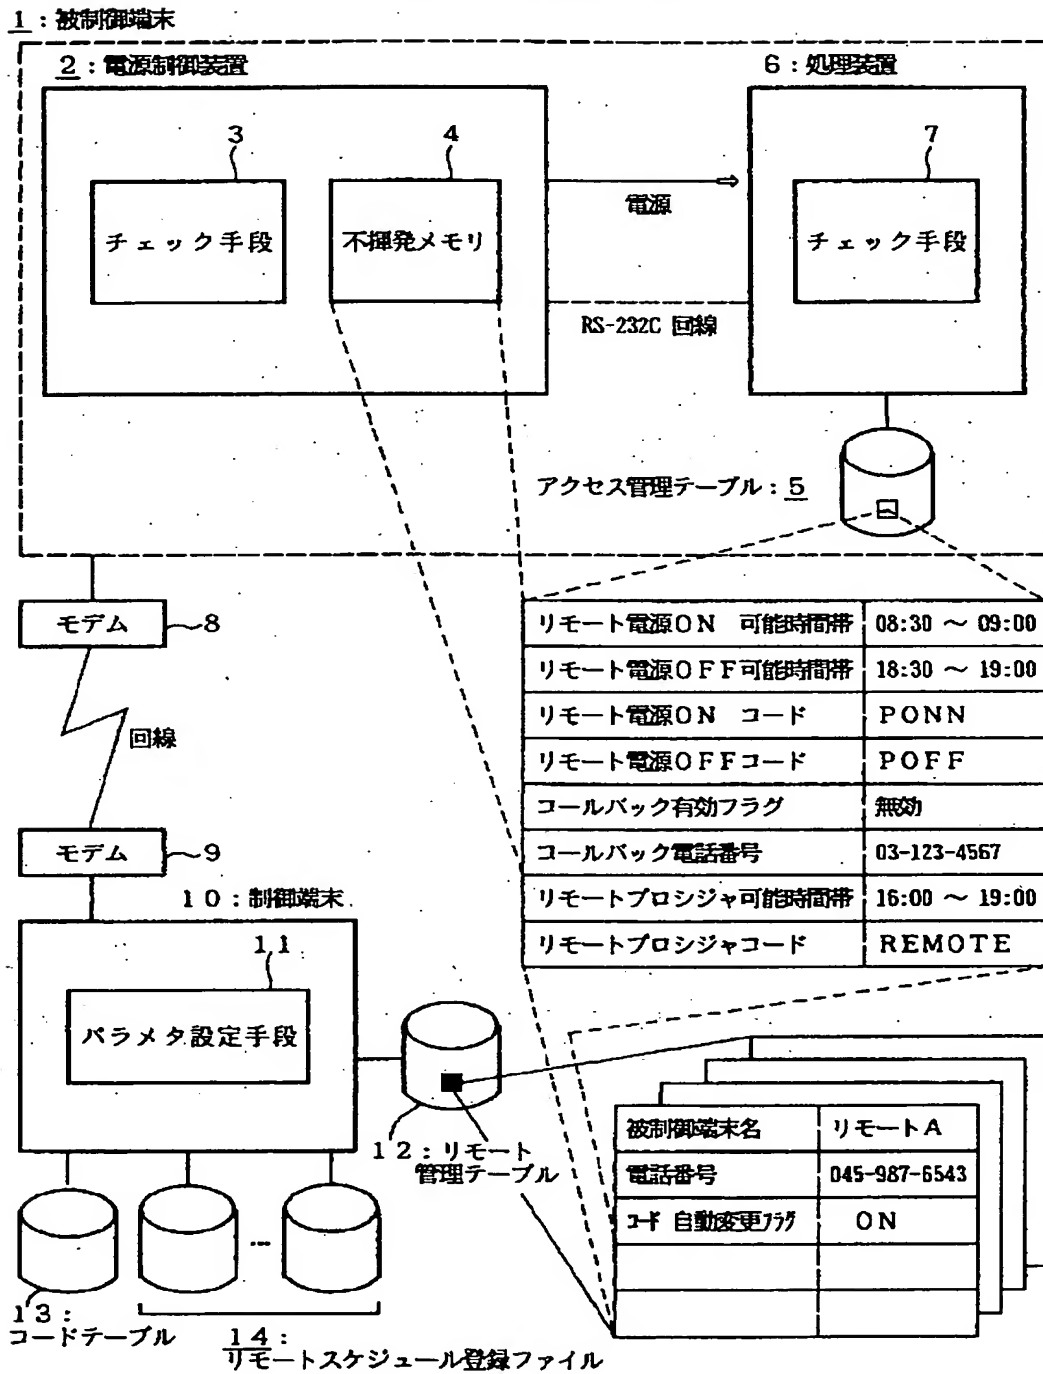 1：被制御端末
2：電源制御装置
6：処理装置
3
4
7
チェック手段
不揮発メモリ
電源
チェック手段
RS-232C 回線
アクセス管理テーブル：5
モデム
8
回線
リモート電源ON 可能時間帯 08:30 ～ 09:00
リモート電源OFF可能時間帯 18:30 ～ 19:00
リモート電源ON コード PONN
リモート電源OFFコード POFF
コールバック有効フラグ 無効
コールバック電話番号 03-123-4567
リモートプロシジャ可能時間帯 16:00 ～ 19:00
リモートプロシジャコード REMOTE
モデム
9
10：制御端末
11
パラメタ設定手段
12：リモート
管理テーブル
被制御端末名 リモートA
電話番号 045-987-6543
コード 自動変更フラグ ON
...
13：
コードテーブル
14：
リモートスケジュール登録ファイル